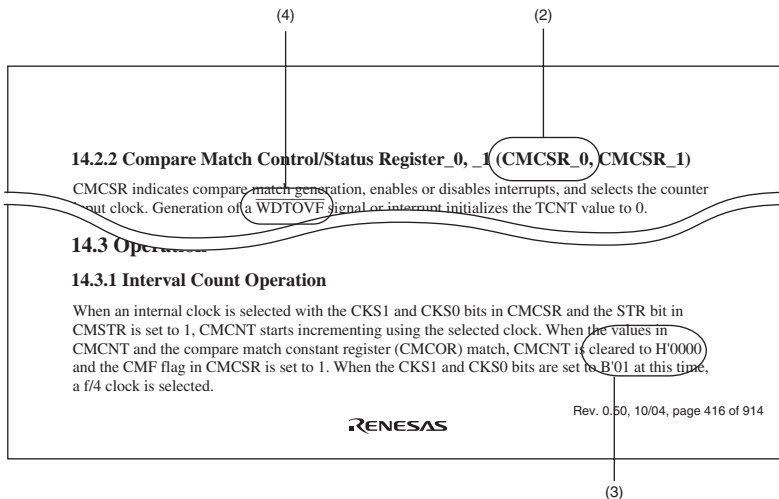 (4) (2)
14.2.2 Compare Match Control/Status Register_0, _1 (CMCSR_0, CMCSR_1)
CMCSR indicates compare match generation, enables or disables interrupts, and selects the counter
input clock. Generation of a WDTOVF signal or interrupt initializes the TCNT value to 0.
14.3 Operation
14.3.1 Interval Count Operation
When an internal clock is selected with the CKS1 and CKS0 bits in CMCSR and the STR bit in
CMSTR is set to 1, CMCNT starts incrementing using the selected clock. When the values in
CMCNT and the compare match constant register (CMCOR) match, CMCNT is cleared to H'0000
and the CMF flag in CMCSR is set to 1. When the CKS1 and CKS0 bits are set to B'01 at this time,
a f/4 clock is selected.
Rev. 0.50, 10/04, page 416 of 914
RENESAS
(3)